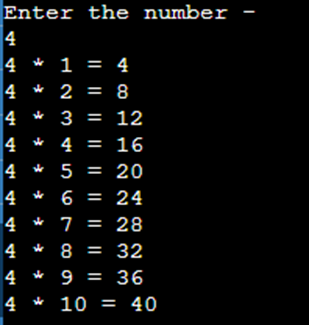 Enter the number -
4
4 * 1 = 4
4 * 2 = 8
4 * 3 = 12
4 * 4 = 16
4 * 5 = 20
4 * 6 = 24
4 * 7 = 28
4 * 8 = 32
4 * 9 = 36
4 * 10 = 40